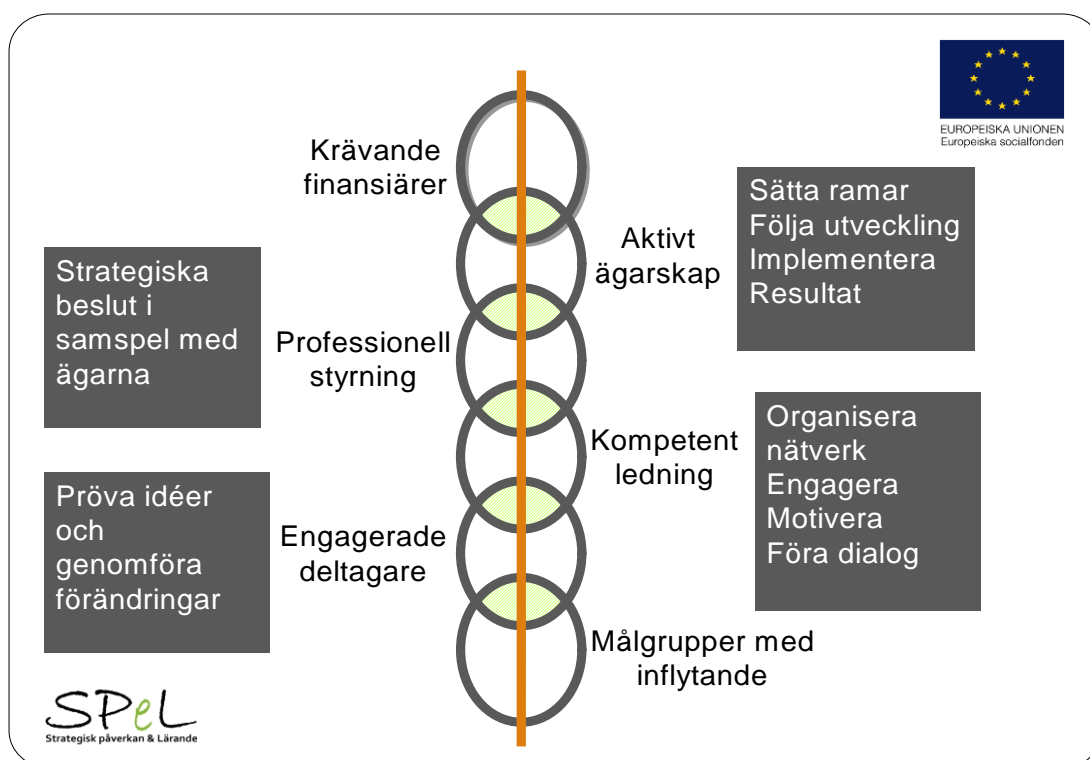 EUROPEISKA UNIONEN
Europeiska socialfonden
Krävande
finansiärer
Sätta ramar
Följa utveckling
Implementera
Resultat
Aktivt
ägarskap
Strategiska
beslut i
samspel med
ägarna
Professionell
styrning
Organisera
nätverk
Engagera
Motivera
Föra dialog
Kompetent
ledning
Pröva idéer
och
genomföra
förändringar
Engagerade
deltagare
Målgrupper med
inflytande
SPeL
Strategisk påverkan & Lärande